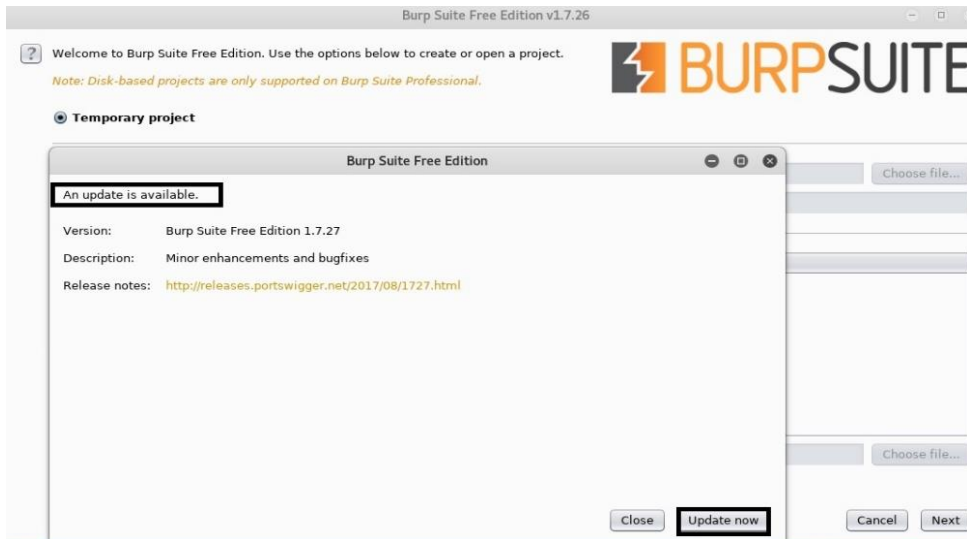 Burp Suite Free Edition v1.7.26
?
Welcome to Burp Suite Free Edition. Use the options below to create or open a project.
Note: Disk-based projects are only supported on Burp Suite Professional.
BURPSUITE
Temporary project
Burp Suite Free Edition
An update is available.
Version: Burp Suite Free Edition 1.7.27
Description: Minor enhancements and bugfixes
Release notes: http://releases.portswigger.net/2017/08/1727.html
Choose file...
Choose file...
Close Update now
Cancel Next